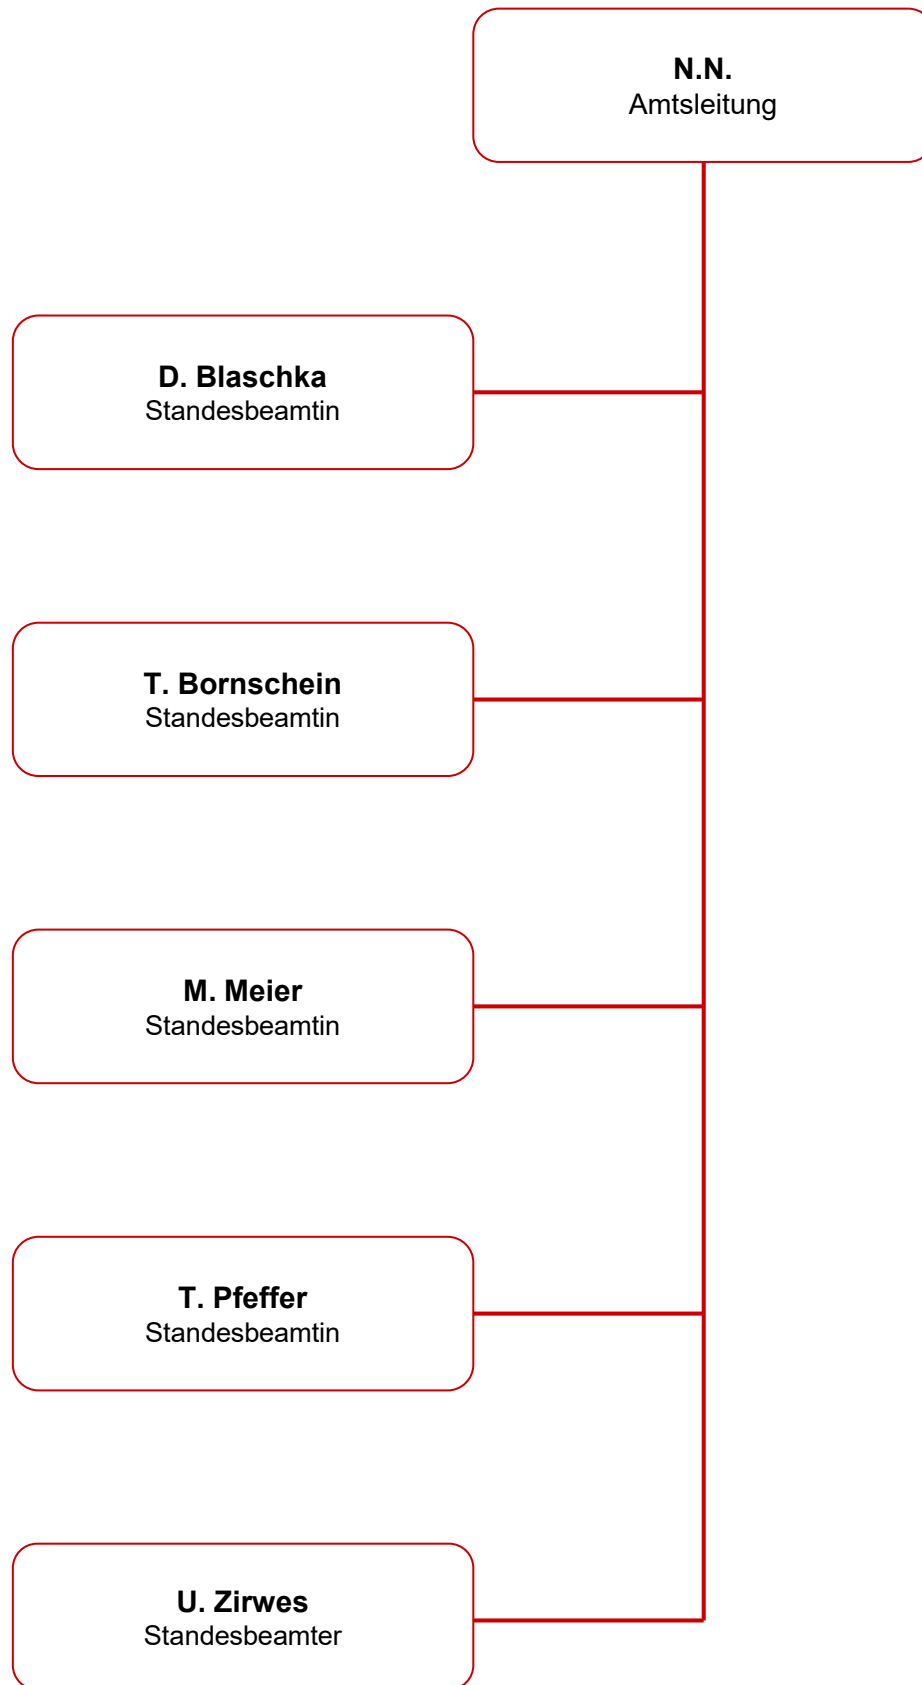 N.N.
Amtsleitung
D. Blaschka
Standesbeamtin
T. Bornschein
Standesbeamtin
M. Meier
Standesbeamtin
T. Pfeffer
Standesbeamtin
U. Zirwes
Standesbeamter